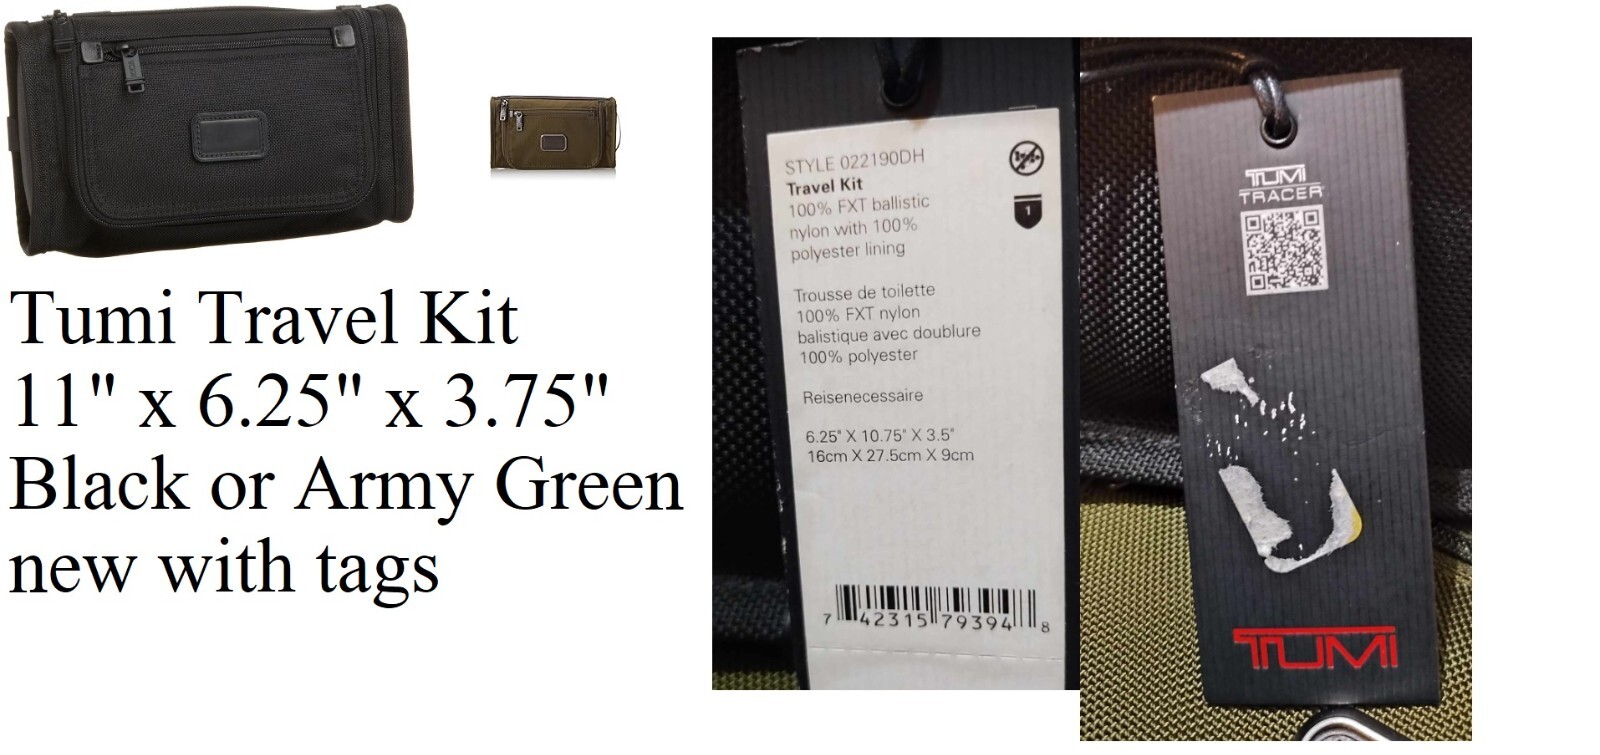 Tumi Travel Kit
11" x 6.25" x 3.75"
Black or Army Green
new with tags
STYLE 022190DH
Travel Kit
100% FXT ballistic
nylon with 100%
polyester lining
Trousse de toilette
100% FXT nylon
balistique avec doublure
100% polyester
Reisenecessaire
6.25" X 10.75" X 3.5"
16cm X 27.5cm X 9cm
7 42315 79394 8
1
TUMI
TRACER
TUMI